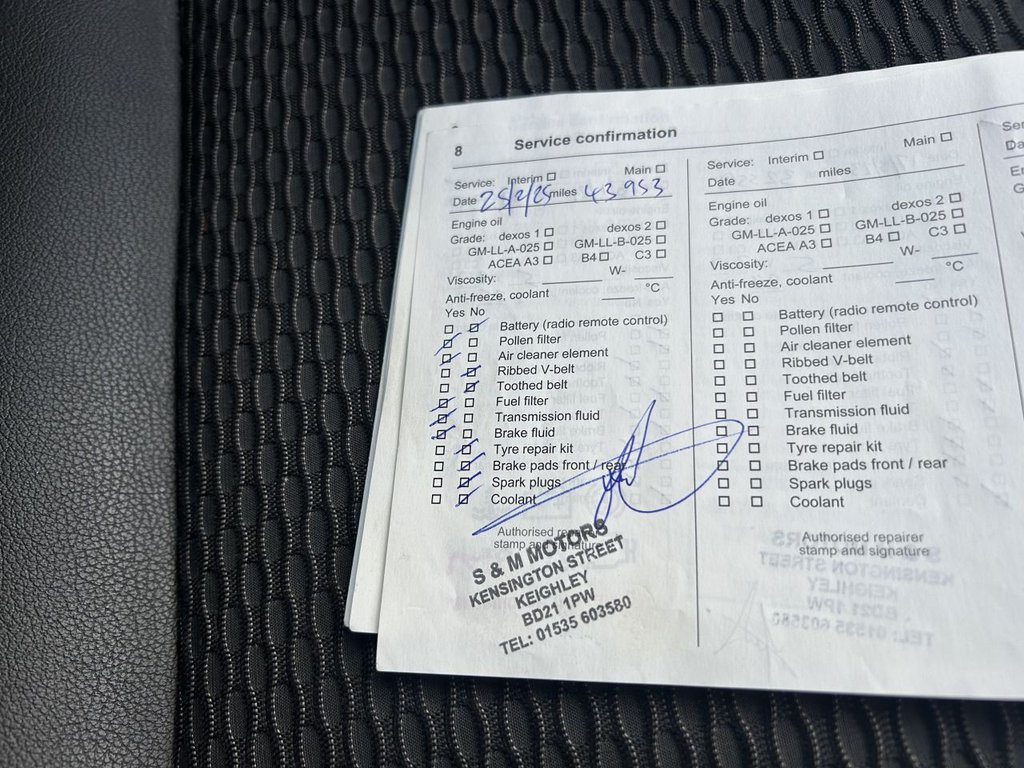 8 Service confirmation
Service: Interim Main
Date 25/2/25 miles 43,953
Engine oil
Grade: dexos 1 dexos 2
GM-LL-A-025 GM-LL-B-025
ACEA A3 B4 C3
Viscosity: W-
Anti-freeze, coolant °C
Yes No
Battery (radio remote control)
Pollen filter
Air cleaner element
Ribbed V-belt
Toothed belt
Fuel filter
Transmission fluid
Brake fluid
Tyre repair kit
Brake pads front / rear
Spark plugs
Coolant
Authorised repairer
stamp and signature
S & M MOTORS
KENSINGTON STREET
KEIGHLEY
BD21 1PW
TEL: 01535 603580
Service: Interim Main
Date miles
Engine oil
Grade: dexos 1 dexos 2
GM-LL-A-025 GM-LL-B-025
ACEA A3 B4 C3
Viscosity: W-
Anti-freeze, coolant °C
Yes No
Battery (radio remote control)
Pollen filter
Air cleaner element
Ribbed V-belt
Toothed belt
Fuel filter
Transmission fluid
Brake fluid
Tyre repair kit
Brake pads front / rear
Spark plugs
Coolant
Authorised repairer
stamp and signature